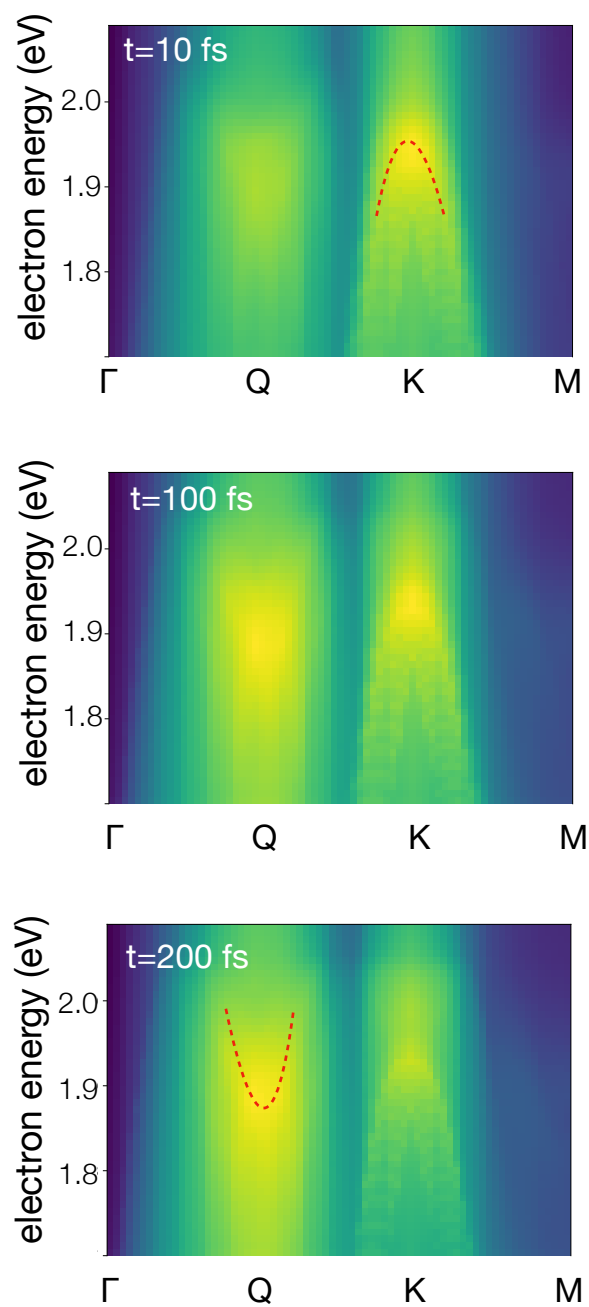 electron energy (eV)
t=10 fs
2.0
1.9
1.8
Γ Q K M
electron energy (eV)
t=100 fs
2.0
1.9
1.8
Γ Q K M
electron energy (eV)
t=200 fs
2.0
1.9
1.8
Γ Q K M